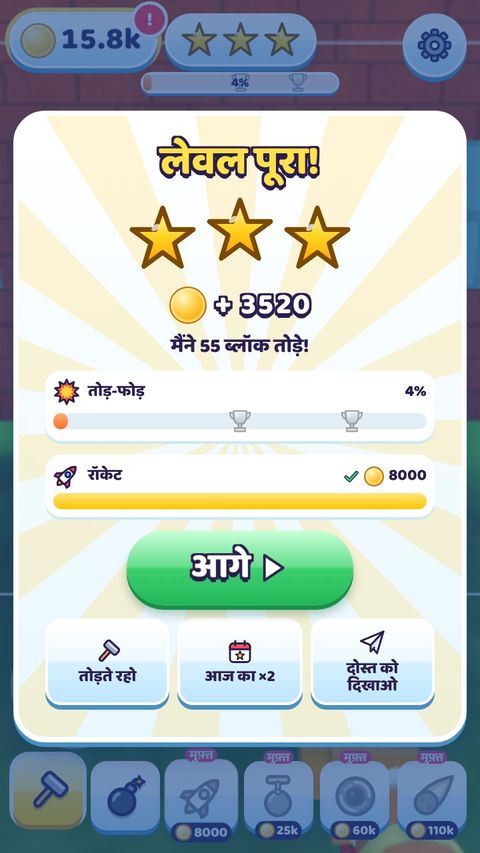 15.8k
!
4%
लेवल पूरा!
+ 3520
मैंने 55 ब्लॉक तोड़े!
तोड़-फोड़ 4%
रॉकेट 8000
आगे
तोड़ते रहो
आज का ×2
दोस्त को
दिखाओ
मुफ़्त मुफ़्त मुफ़्त मुफ़्त
8000 25k 60k 110k